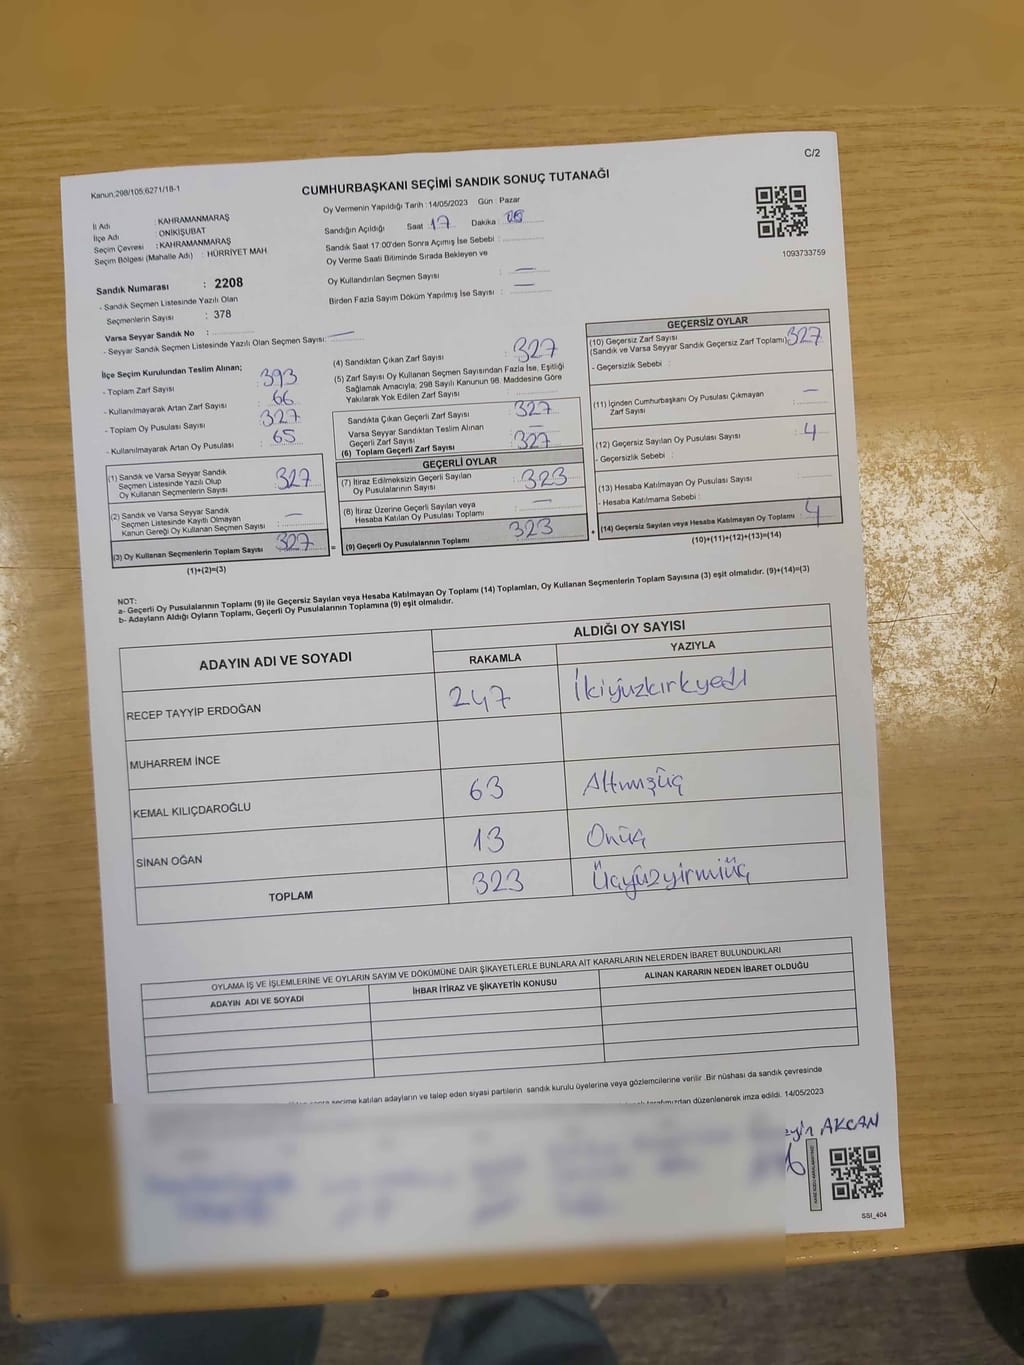 C/2
Kanun:298/105;6271/18-1
CUMHURBAŞKANI SEÇİMİ SANDIK SONUÇ TUTANAĞI
İl Adı : KAHRAMANMARAŞ
İlçe Adı : ONİKİŞUBAT
Seçim Çevresi : KAHRAMANMARAŞ
Seçim Bölgesi (Mahalle Adı) : HÜRRİYET MAH
Sandık Numarası : 2208
- Sandık Seçmen Listesinde Yazılı Olan
Seçmenlerin Sayısı : 378
Varsa Seyyar Sandık No :
- Seyyar Sandık Seçmen Listesinde Yazılı Olan Seçmen Sayısı: —
Oy Vermenin Yapıldığı Tarih : 14/05/2023 Gün : Pazar
Sandığın Açıldığı Saat 17 Dakika :
Sandık Saat 17.00'den Sonra Açımış İse Sebebi :
Oy Verme Saati Bitiminde Sırada Bekleyen ve
Oy Kullandırılan Seçmen Sayısı : —
Birden Fazla Sayım Döküm Yapılmış İse Sayısı : —
1093733759
İlçe Seçim Kurulundan Teslim Alınan;
- Toplam Zarf Sayısı : 393
- Kullanılmayarak Artan Zarf Sayısı : 66
- Toplam Oy Pusulası Sayısı : 327
- Kullanılmayarak Artan Oy Pusulası : 65
(1) Sandık ve Varsa Seyyar Sandık
Seçmen Listesinde Yazılı Olup
Oy Kullanan Seçmenlerin Sayısı : 327
(2) Sandık ve Varsa Seyyar Sandık
Seçmen Listesinde Kayıtlı Olmayan
Kanun Gereği Oy Kullanan Seçmen Sayısı : —
(3) Oy Kullanan Seçmenlerin Toplam Sayısı 327
(1)+(2)=(3)
(4) Sandıktan Çıkan Zarf Sayısı : 327
(5) Zarf Sayısı Oy Kullanan Seçmen Sayısından Fazla İse, Eşitliği
Sağlamak Amacıyla; 298 Sayılı Kanunun 98. Maddesine Göre
Yakılarak Yok Edilen Zarf Sayısı :
Sandıkta Çıkan Geçerli Zarf Sayısı : 327
Varsa Seyyar Sandıktan Teslim Alınan
Geçerli Zarf Sayısı : —
(6) Toplam Geçerli Zarf Sayısı : 327
GEÇERLİ OYLAR
(7) İtiraz Edilmeksizin Geçerli Sayılan
Oy Pusulalarının Sayısı : 323
(8) İtiraz Üzerine Geçerli Sayılan veya
Hesaba Katılan Oy Pusulası Toplamı : —
= (9) Geçerli Oy Pusulalarının Toplamı 323
GEÇERSİZ OYLAR
(10) Geçersiz Zarf Sayısı
(Sandık ve Varsa Seyyar Sandık Geçersiz Zarf Toplamı) 327
- Geçersizlik Sebebi :
(11) İçinden Cumhurbaşkanı Oy Pusulası Çıkmayan
Zarf Sayısı : —
(12) Geçersiz Sayılan Oy Pusulası Sayısı : 4
- Geçersizlik Sebebi :
(13) Hesaba Katılmayan Oy Pusulası Sayısı :
- Hesaba Katılmama Sebebi :
+ (14) Geçersiz Sayılan veya Hesaba Katılmayan Oy Toplamı 4
(10)+(11)+(12)+(13)=(14)
NOT:
a- Geçerli Oy Pusulalarının Toplamı (9) ile Geçersiz Sayılan veya Hesaba Katılmayan Oy Toplamı (14) Toplamları, Oy Kullanan Seçmenlerin Toplam Sayısına (3) eşit olmalıdır. (9)+(14)=(3)
b- Adayların Aldığı Oyların Toplamı, Geçerli Oy Pusulalarının Toplamına (9) eşit olmalıdır.
ADAYIN ADI VE SOYADI ALDIĞI OY SAYISI
RAKAMLA YAZIYLA
RECEP TAYYİP ERDOĞAN 247 İkiyüzkırkyedi
MUHARREM İNCE
KEMAL KILIÇDAROĞLU 63 Altmışüç
SİNAN OĞAN 13 Onüç
TOPLAM 323 Üçyüzyirmiüç
OYLAMA İŞ VE İŞLEMLERİNE VE OYLARIN SAYIM VE DÖKÜMÜNE DAİR ŞİKAYETLERLE BUNLARA AİT KARARLARIN NELERDEN İBARET BULUNDUKLARI
ADAYIN ADI VE SOYADI İHBAR İTİRAZ VE ŞİKAYETİN KONUSU ALINAN KARARIN NEDEN İBARET OLDUĞU
seçime katılan adayların ve talep eden siyasi partilerin sandık kurulu üyelerine veya gözlemcilerine verilir .Bir nüshası da sandık çevresinde
tarafımızdan düzenlenerek imza edildi. 14/05/2023
AKCAN
SSI_404